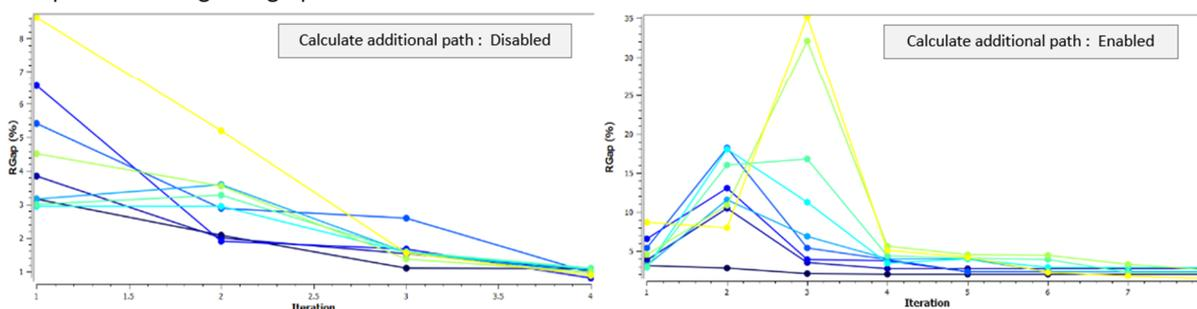 Calculate additional path : Disabled
8
7
6
5
4
3
2
1
RGap (%)
1 1.5 2 2.5 3 3.5 4
Iteration
Calculate additional path : Enabled
35
30
25
20
15
10
5
RGap (%)
1 2 3 4 5 6 7
Iteration